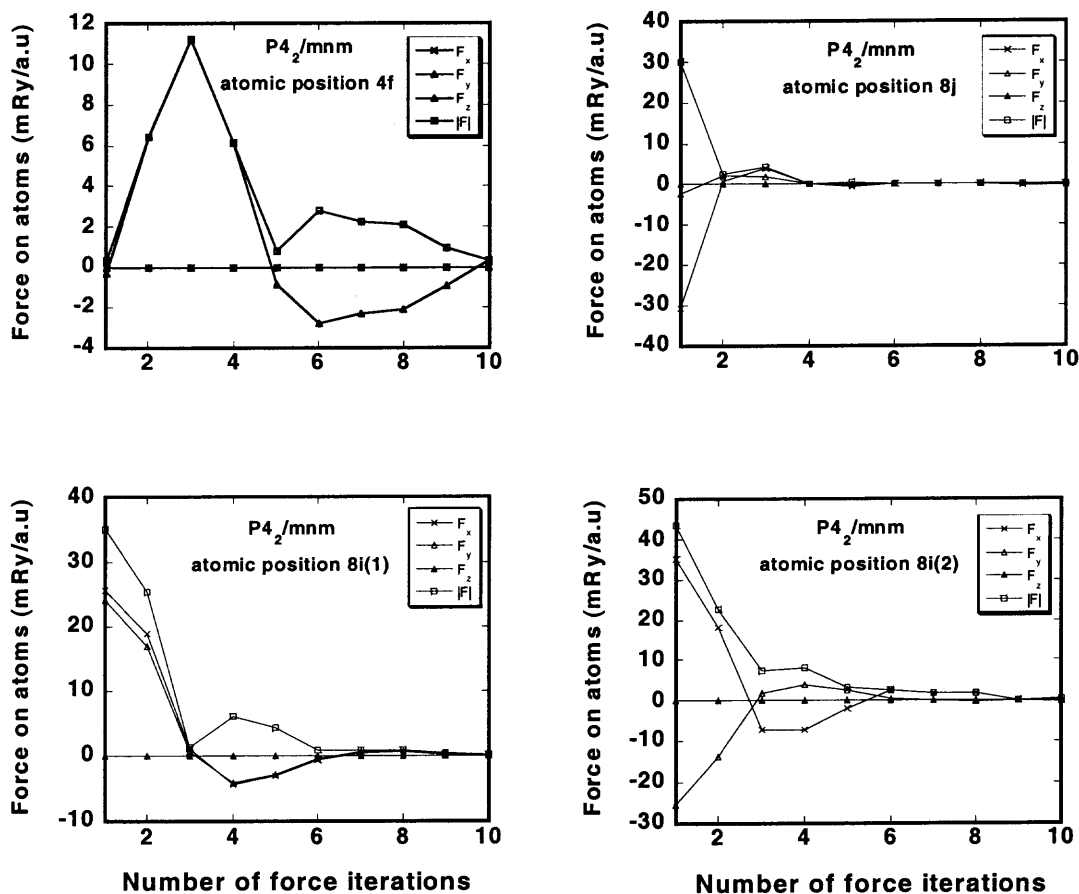 Force on atoms (mRy/a.u)
12
10
8
6
4
2
0
-2
-4
2
4
6
8
10
P4₂/mnm
atomic position 4f
Fₓ
Fᵧ
F_z
|F|
Force on atoms (mRy/a.u)
40
30
20
10
0
-10
-20
-30
-40
2
4
6
8
10
P4₂/mnm
atomic position 8j
Fₓ
Fᵧ
F_z
|F|
Force on atoms (mRy/a.u)
40
30
20
10
0
-10
2
4
6
8
10
P4₂/mnm
atomic position 8i(1)
Fₓ
Fᵧ
F_z
|F|
Number of force iterations
Force on atoms (mRy/a.u)
50
40
30
20
10
0
-10
-20
-30
2
4
6
8
10
P4₂/mnm
atomic position 8i(2)
Fₓ
Fᵧ
F_z
|F|
Number of force iterations